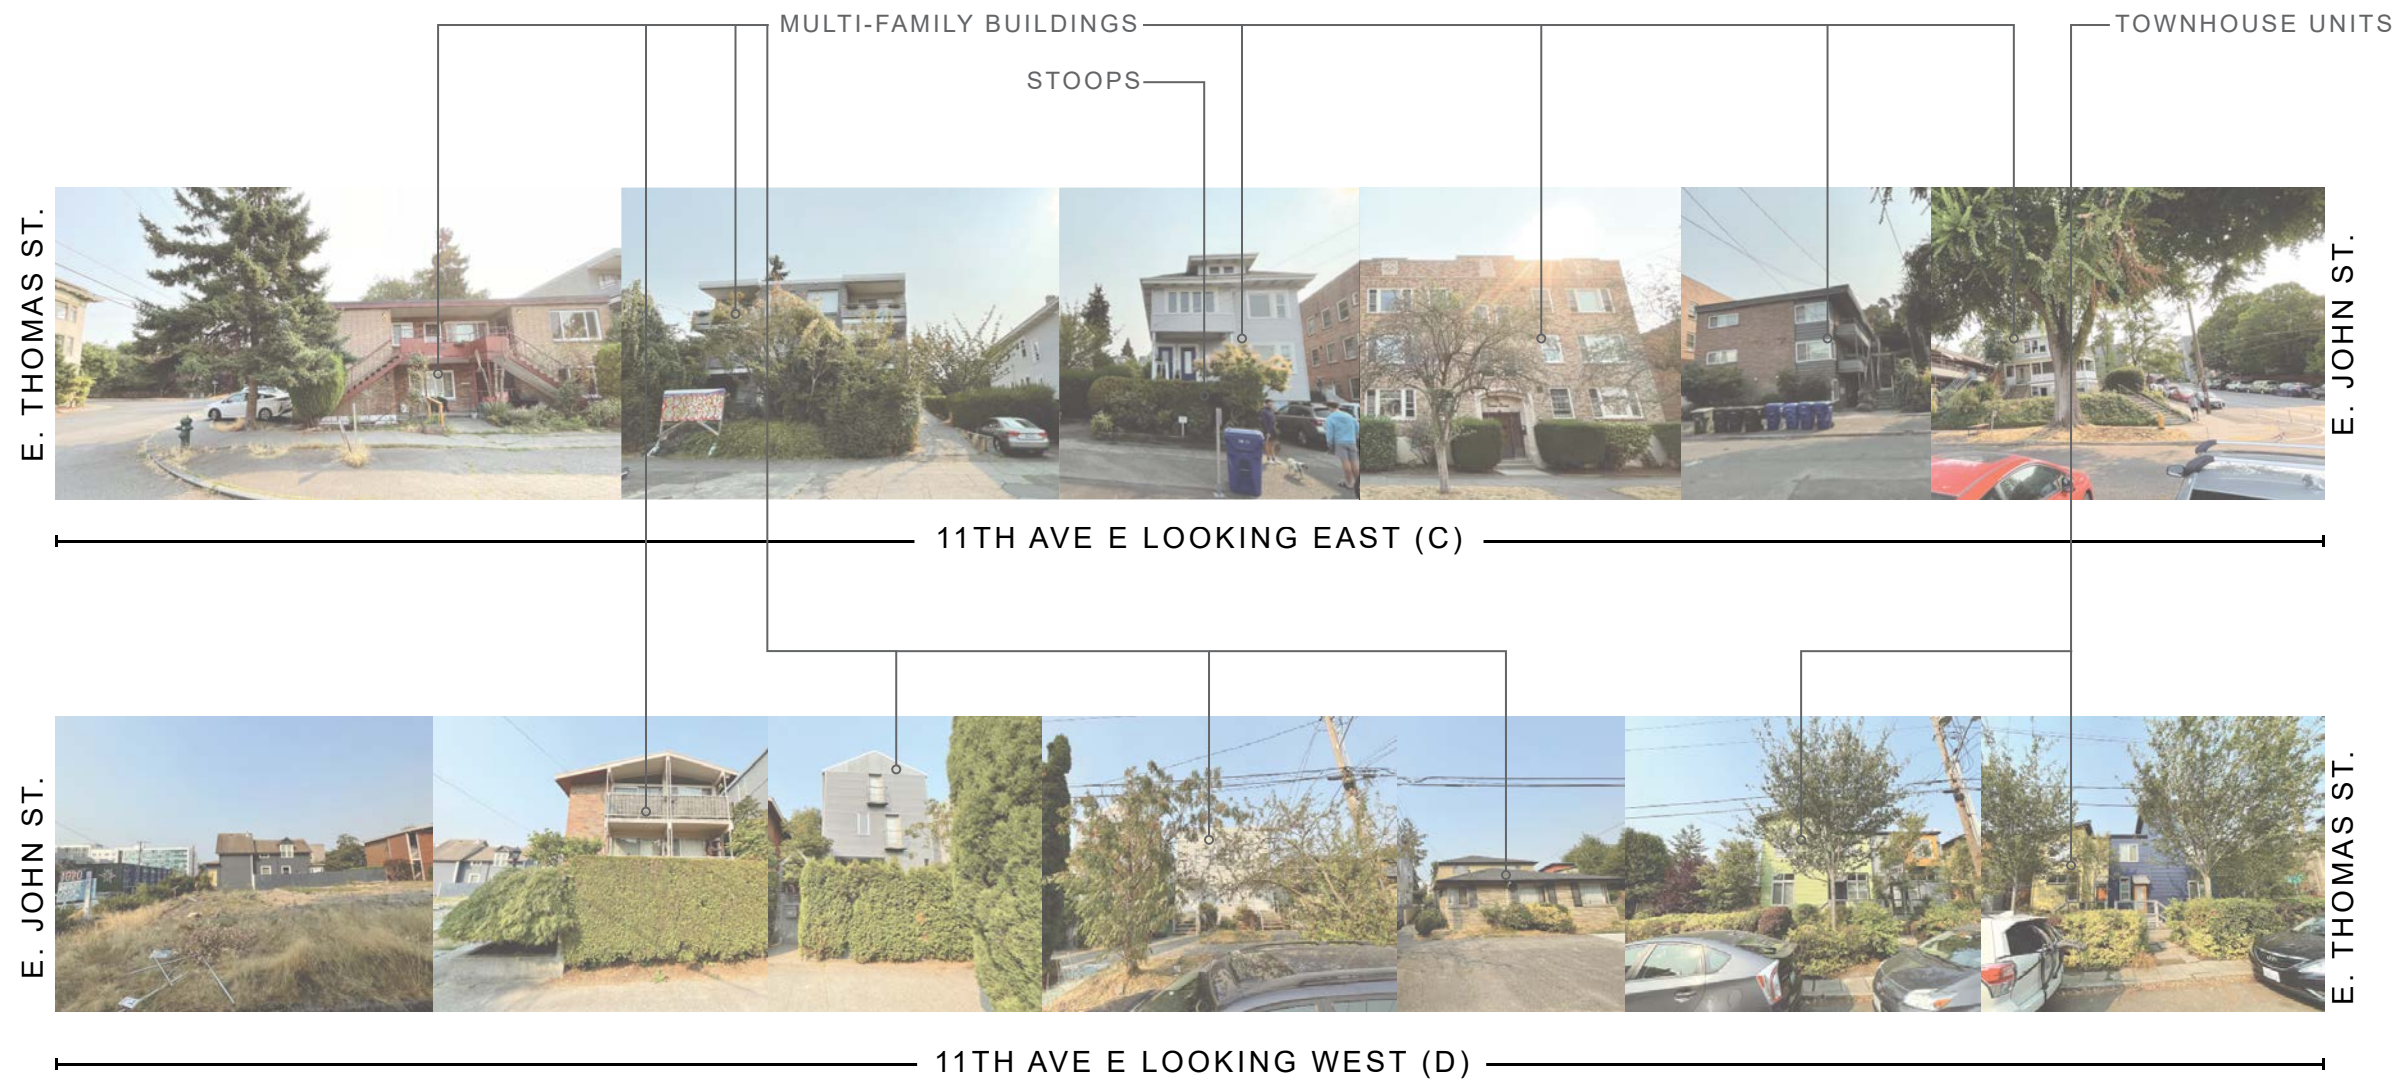 MULTI-FAMILY BUILDINGS
TOWNHOUSE UNITS
STOOPS
E. THOMAS ST.
E. JOHN ST.
11TH AVE E LOOKING EAST (C)
E. JOHN ST.
E. THOMAS ST.
11TH AVE E LOOKING WEST (D)